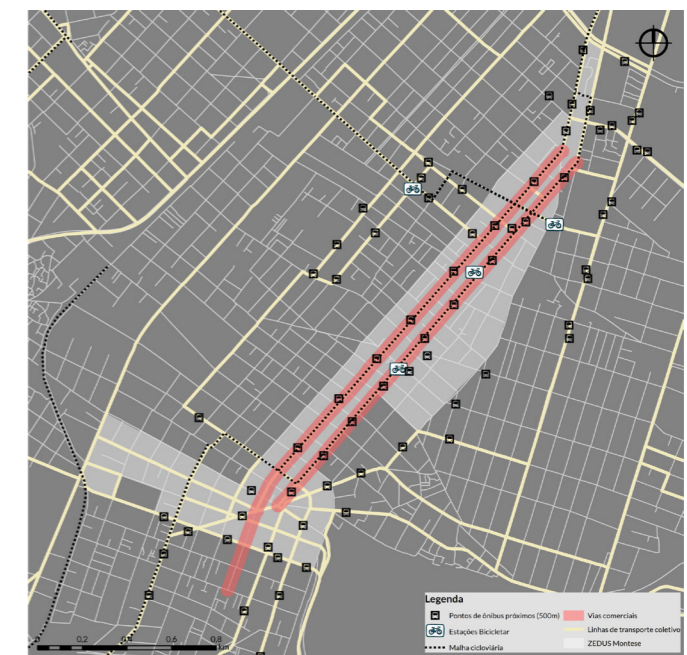 Legenda
Pontos de ônibus próximos (500m)
Vias comerciais
Estações Bicicletar
Linhas de transporte coletivo
Malha cicloviária
ZEDUS Montese
0 0,2 0,4 0,6 0,8
km